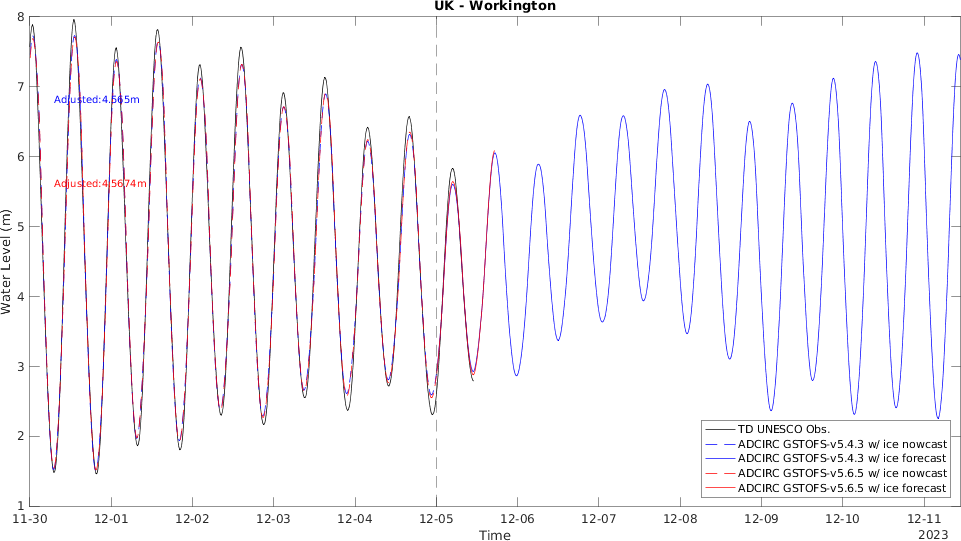 UK - Workington
8
7
6
5
4
3
2
1
Water Level (m)
Adjusted:4.565m
Adjusted:4.5674m
11-30
12-01
12-02
12-03
12-04
12-05
12-06
12-07
12-08
12-09
12-10
12-11
2023
Time
TD UNESCO Obs.
ADCIRC GSTOFS-v5.4.3 w/ ice nowcast
ADCIRC GSTOFS-v5.4.3 w/ ice forecast
ADCIRC GSTOFS-v5.6.5 w/ ice nowcast
ADCIRC GSTOFS-v5.6.5 w/ ice forecast